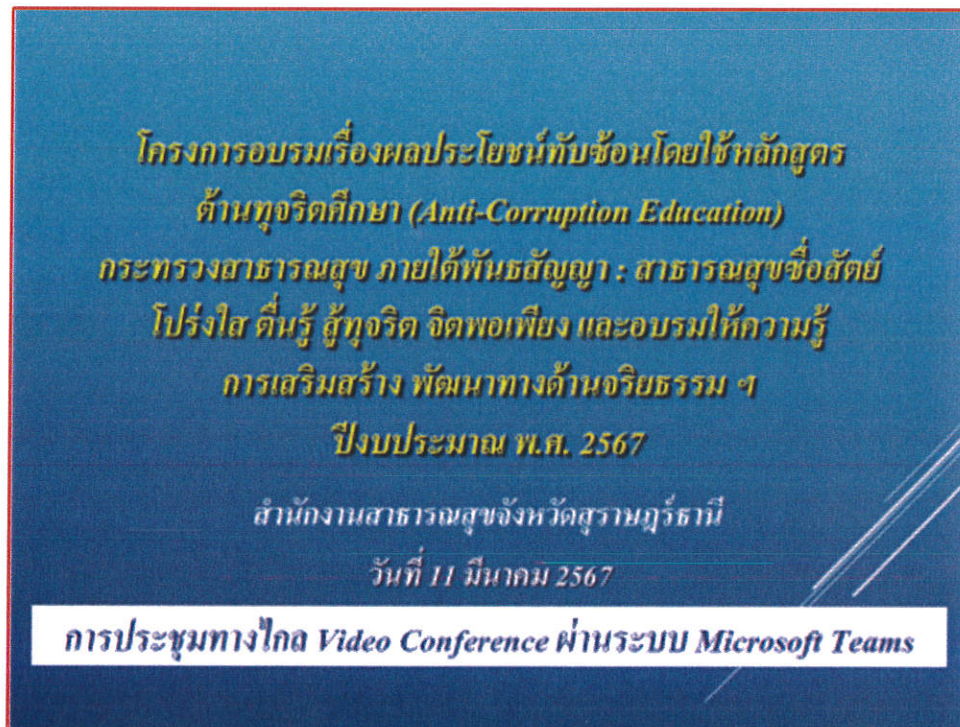 โครงการอบรมเรื่องผลประโยชน์ทับซ้อนโดยใช้หลักสูตร
ด้านทุจริตศึกษา (Anti-Corruption Education)
กระทรวงสาธารณสุข ภายใต้พันธสัญญา : สาธารณสุขซื่อสัตย์
โปร่งใส ตื่นรู้ สู้ทุจริต จิตพอเพียง และอบรมให้ความรู้
การเสริมสร้าง พัฒนาทางด้านจริยธรรม ฯ
ปีงบประมาณ พ.ศ. 2567
สำนักงานสาธารณสุขจังหวัดสุราษฎร์ธานี
วันที่ 11 มีนาคม 2567
การประชุมทางไกล Video Conference ผ่านระบบ Microsoft Teams